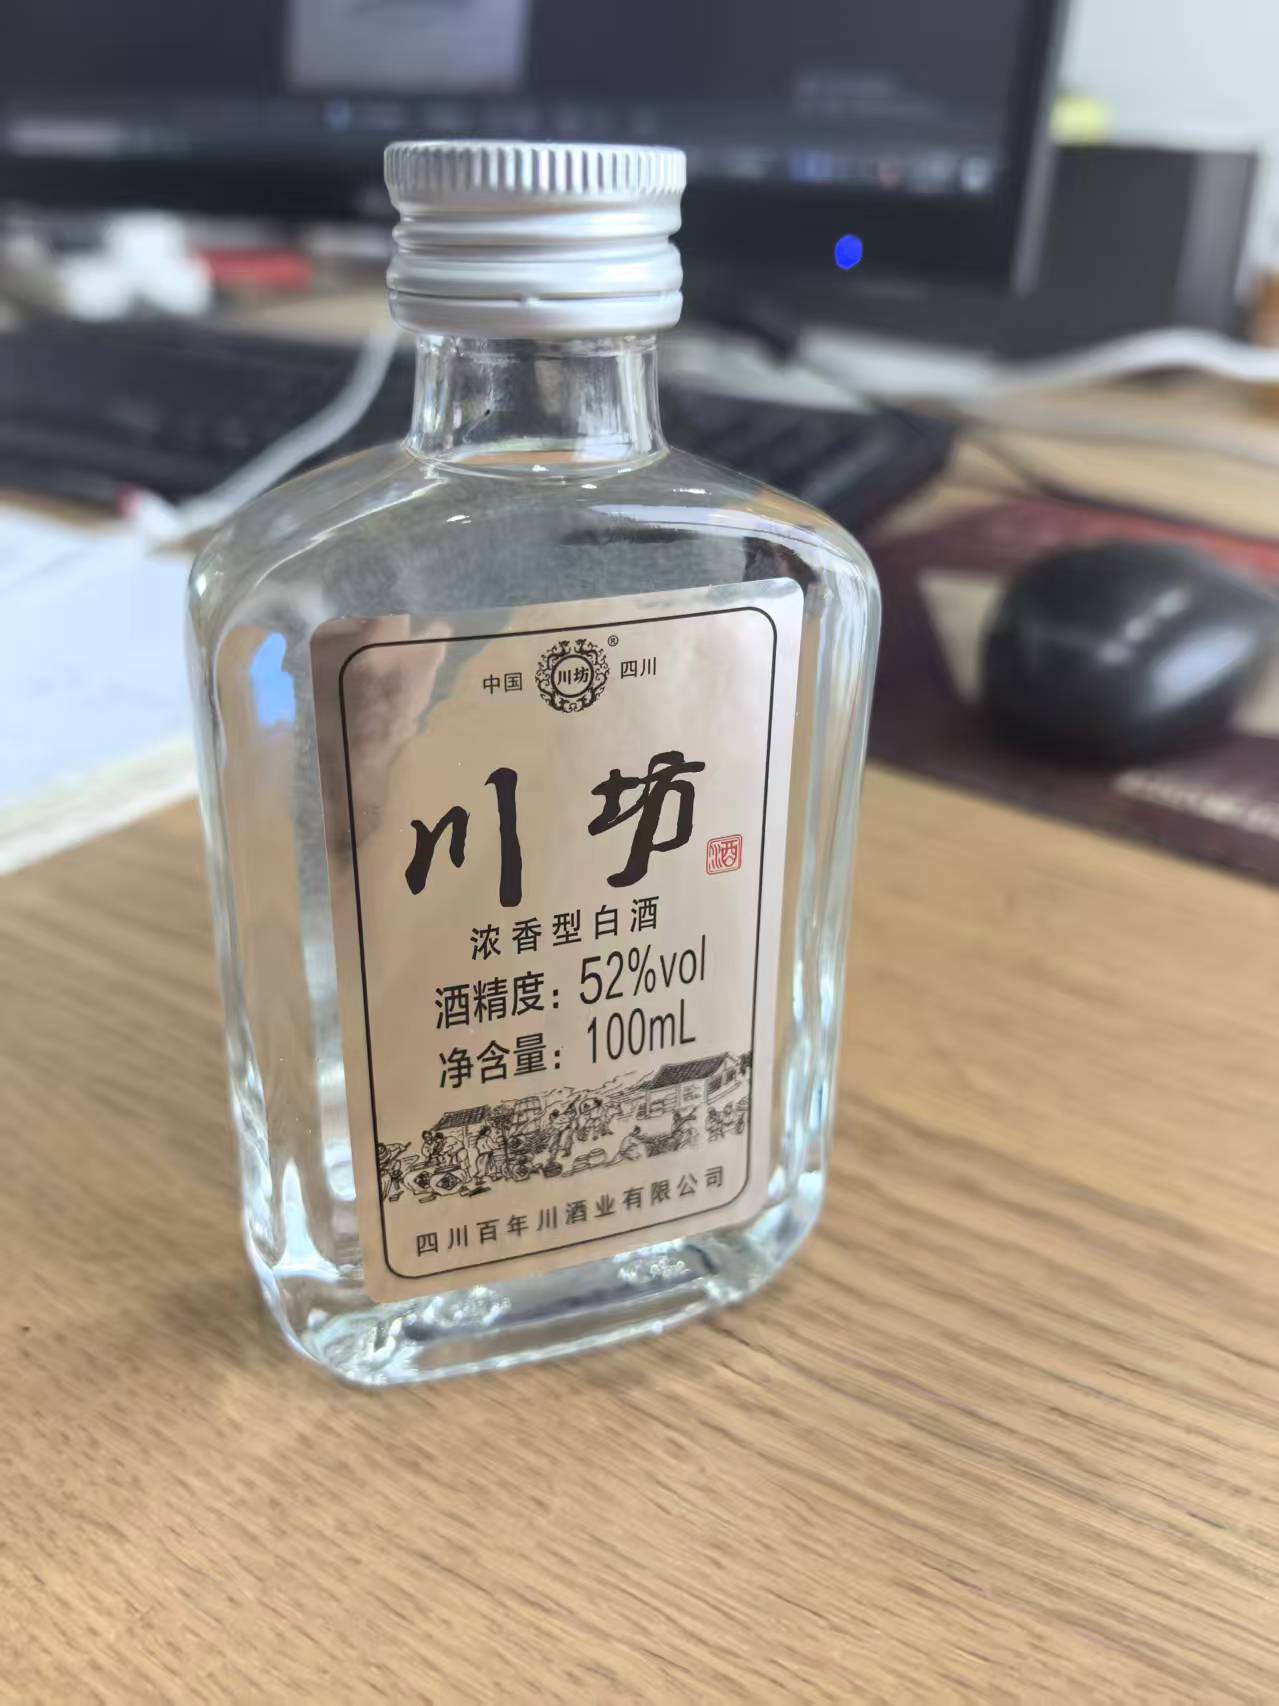 中国 川坊® 四川
川坊
酒
浓香型白酒
酒精度：52%vol
净含量：100mL
四川百年川酒业有限公司